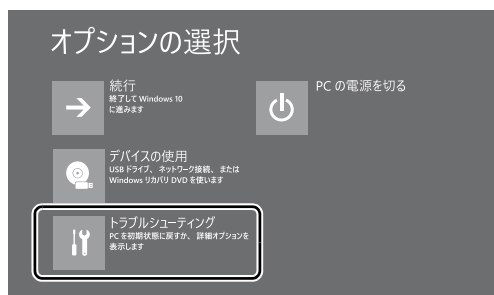 オプションの選択
続行
終了して Windows 10
に進みます
PC の電源を切る
デバイスの使用
USB ドライブ、ネットワーク接続、または
Windows リカバリ DVD を使います
トラブルシューティング
PC を初期状態に戻すか、詳細オプションを
表示します